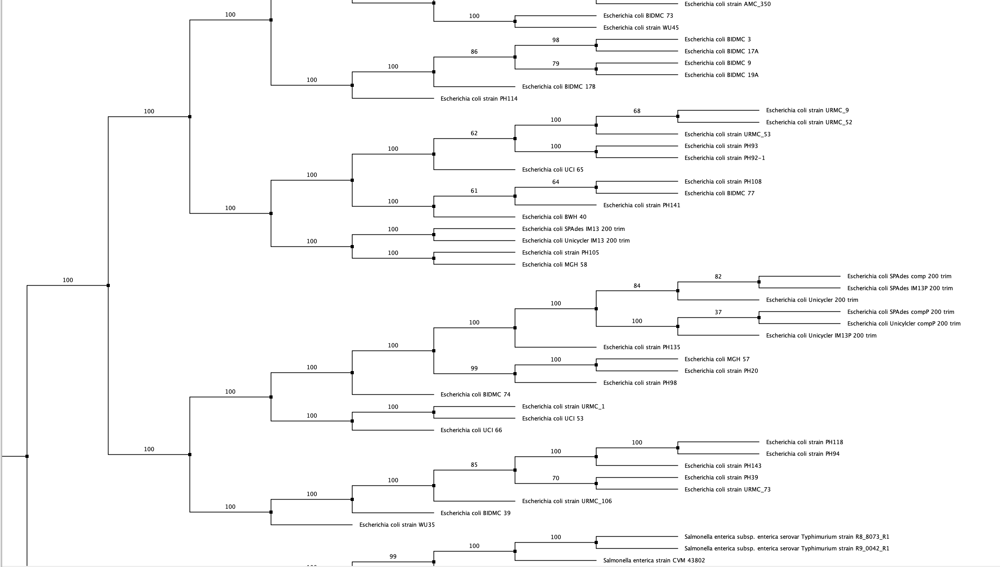 Escherichia coli strain AMC_350
100
100
Escherichia coli BIDMC 73
Escherichia coli strain WU45
98
Escherichia coli BIDMC 3
86
Escherichia coli BIDMC 17A
79
Escherichia coli BIDMC 9
100
Escherichia coli BIDMC 19A
100
Escherichia coli BIDMC 17B
Escherichia coli strain PH114
100
68
Escherichia coli strain URMC_9
100
Escherichia coli strain URMC_52
62
Escherichia coli strain URMC_53
100
100
Escherichia coli strain PH93
Escherichia coli strain PH92-1
100
Escherichia coli UCI 65
64
Escherichia coli strain PH108
61
Escherichia coli BIDMC 77
100
Escherichia coli strain PH141
100
Escherichia coli BWH 40
100
Escherichia coli SPAdes IM13 200 trim
100
Escherichia coli Unicycler IM13 200 trim
100
Escherichia coli strain PH105
Escherichia coli MGH 58
100
82
Escherichia coli SPAdes comp 200 trim
84
Escherichia coli SPAdes IM13P 200 trim
100
Escherichia coli Unicycler 200 trim
37
Escherichia coli SPAdes compP 200 trim
100
100
Escherichia coli Unicylcler compP 200 trim
Escherichia coli Unicycler IM13P 200 trim
100
Escherichia coli strain PH135
100
Escherichia coli MGH 57
100
99
Escherichia coli strain PH20
Escherichia coli strain PH98
100
Escherichia coli BIDMC 74
100
Escherichia coli strain URMC_1
100
Escherichia coli UCI 53
Escherichia coli UCI 66
100
100
Escherichia coli strain PH118
100
Escherichia coli strain PH94
85
Escherichia coli strain PH143
100
70
Escherichia coli strain PH39
100
Escherichia coli strain URMC_73
100
Escherichia coli strain URMC_106
Escherichia coli BIDMC 39
Escherichia coli strain WU35
100
Salmonella enterica subsp. enterica serovar Typhimurium strain R8_8073_R1
100
Salmonella enterica subsp. enterica serovar Typhimurium strain R9_0042_R1
99
Salmonella enterica strain CVM 43802